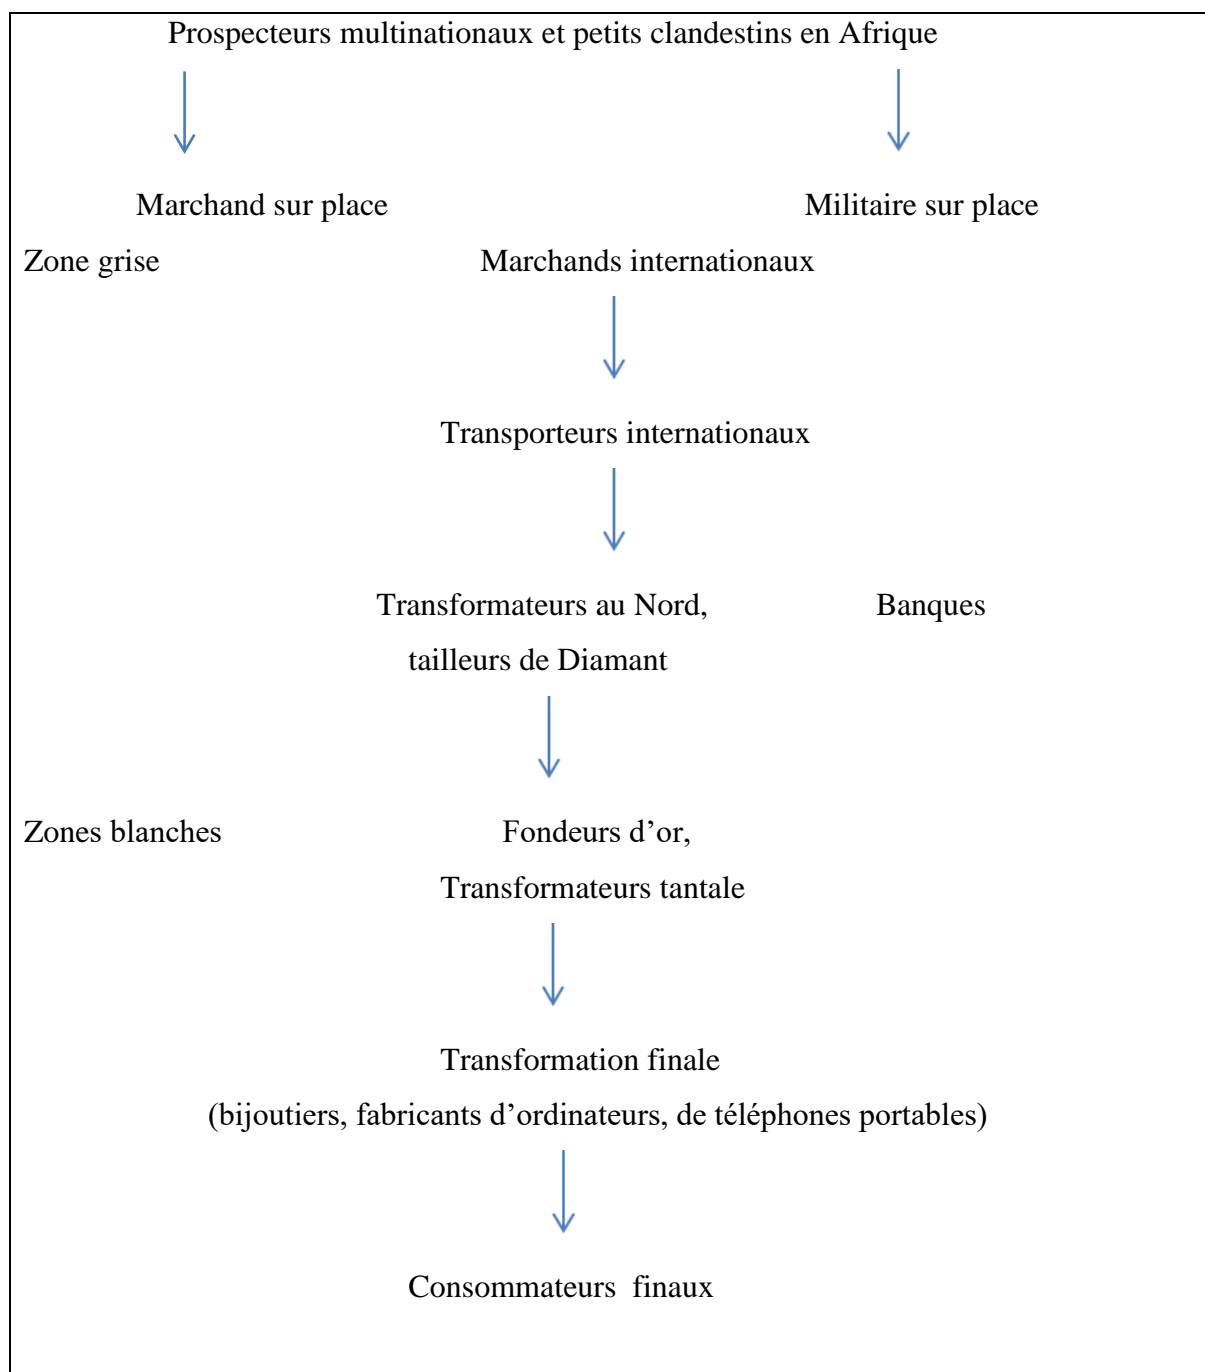 Prospecteurs multinationaux et petits clandestins en Afrique
Marchand sur place Militaire sur place
Zone grise Marchands internationaux
Transporteurs internationaux
Transformateurs au Nord, Banques
tailleurs de Diamant
Zones blanches Fondeurs d’or,
Transformateurs tantale
Transformation finale
(bijoutiers, fabricants d’ordinateurs, de téléphones portables)
Consommateurs finaux